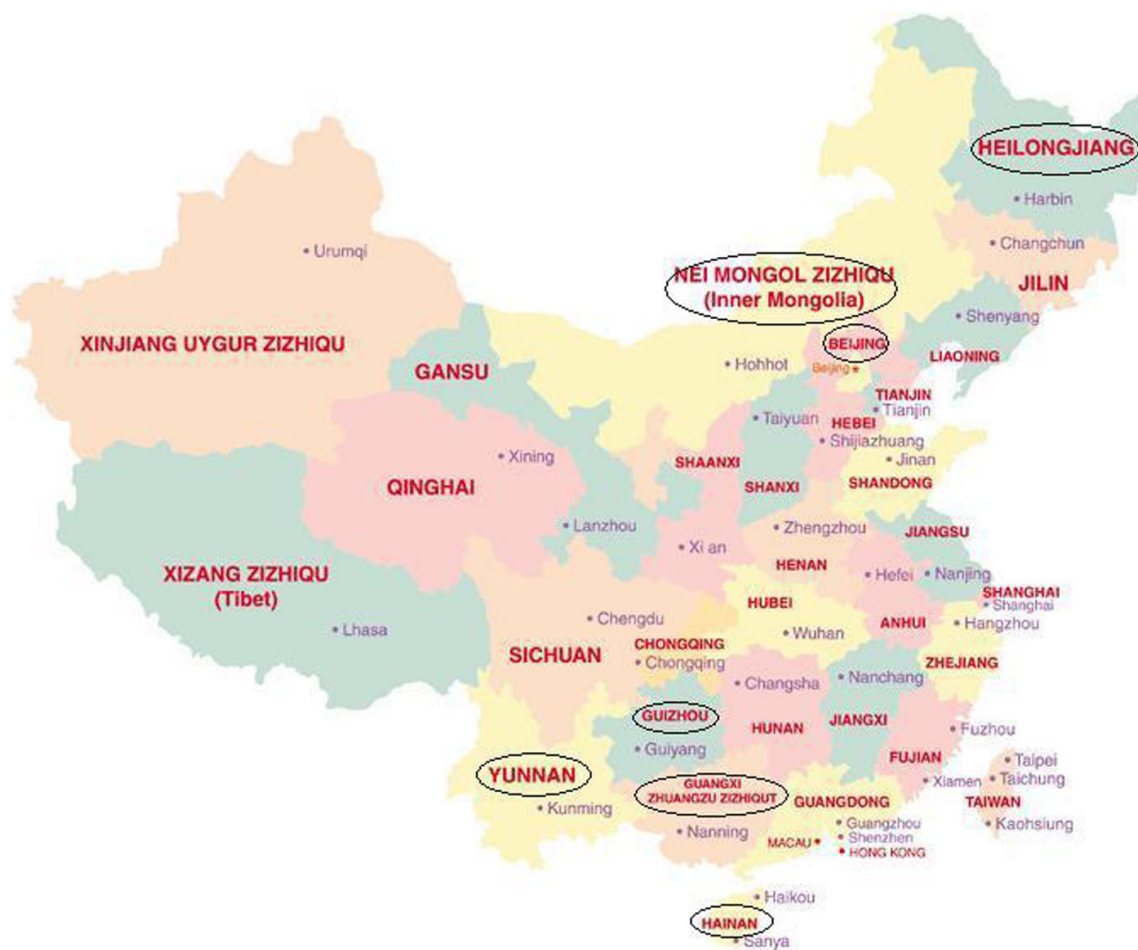 HEILONGJIANG
Harbin
Changchun
JILIN
NEI MONGOL ZIZHIQU
(Inner Mongolia)
Urumqi
Shenyang
XINJIANG UYGUR ZIZHIQU
BEIJING
LIAONING
GANSU
Hohhot
Beijing
TIANJIN
Tianjin
Taiyuan
HEBEI
Shijiazhuang
Xining
SHAANXI
Jinan
QINGHAI
SHANXI
SHANDONG
Lanzhou
Zhengzhou
JIANGSU
Xi an
HENAN
Hefei
Nanjing
XIZANG ZIZHIQU
(Tibet)
SHANGHAI
Shanghai
HUBEI
Chengdu
ANHUI
Hangzhou
Lhasa
Wuhan
CHONGQING
SICHUAN
Chongqing
ZHEJIANG
Changsha
Nanchang
GUIZHOU
HUNAN
JIANGXI
Fuzhou
Guiyang
FUJIAN
Taipei
YUNNAN
GUANGXI
ZHUANGZU ZIZHIQUT
Xiamen
Taichung
GUANGDONG
TAIWAN
Kunming
Guangzhou
Kaohsiung
Nanning
Shenzhen
MACAU
HONG KONG
Haikou
HAINAN
Sanya